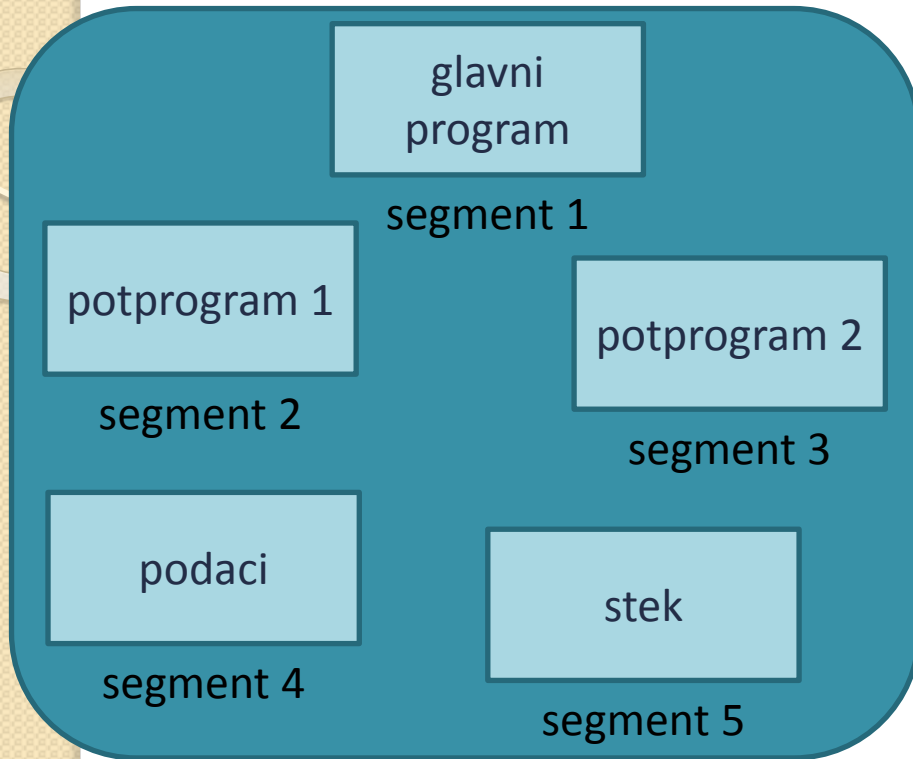 glavni
program
segment 1
potprogram 1
segment 2
potprogram 2
segment 3
podaci
segment 4
stek
segment 5